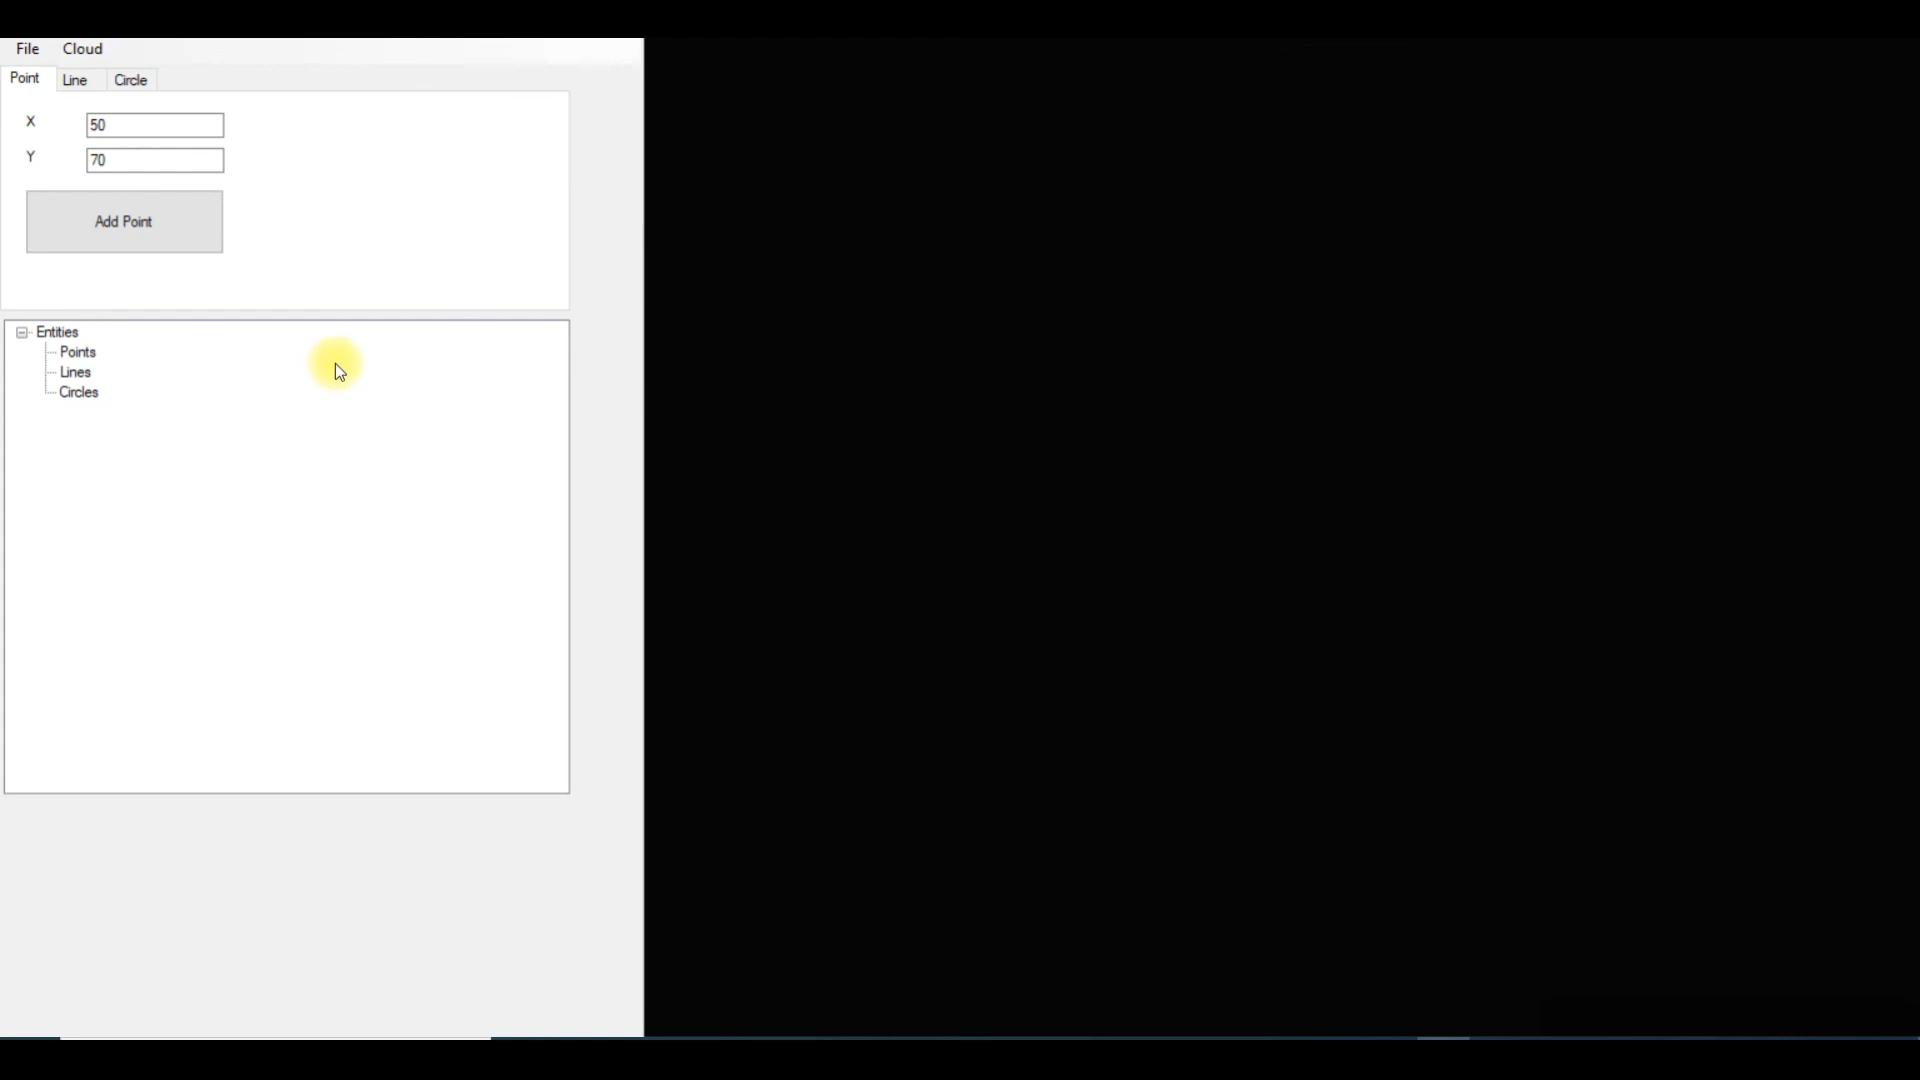 File Cloud
Point Line Circle
X 50
Y 70
Add Point
Entities
Points
Lines
Circles